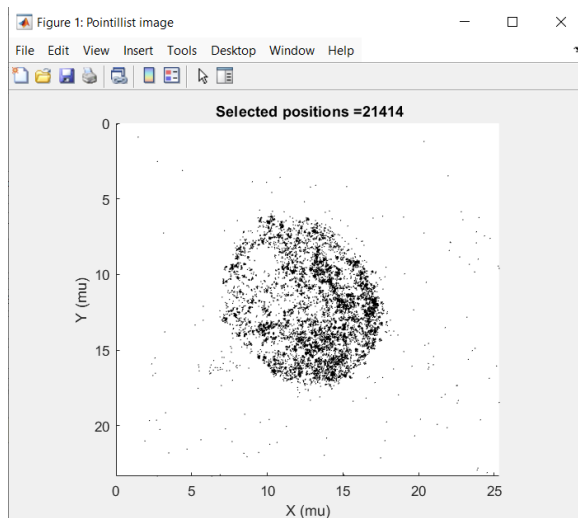 Figure 1: Pointillist image
File Edit View Insert Tools Desktop Window Help
Selected positions =21414
0
5
10
15
20
Y (mu)
0 5 10 15 20 25
X (mu)